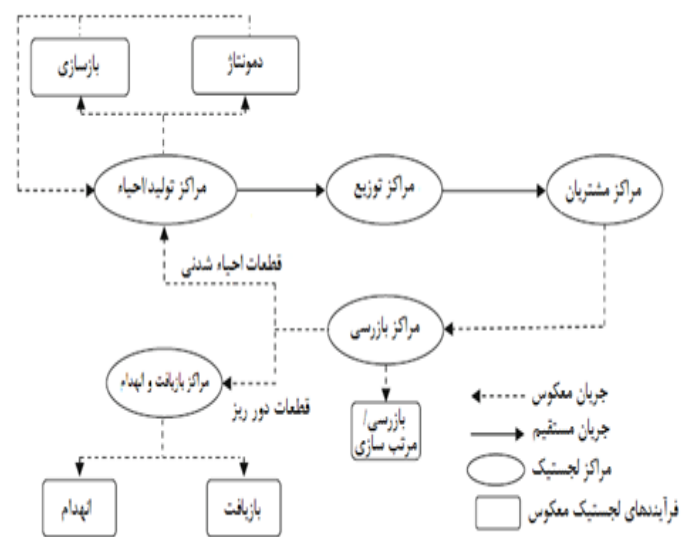 دمونتاژ
بازسازی
مراکز مشتریان
مراکز توزیع
مراکز تولید/احیاء
قطعات احیاء شدنی
مراکز بازرسی
مراکز بازیافت و انهدام
قطعات دور ریز
بازرسی/
مرتب سازی
بازیافت
انهدام
جریان معکوس
جریان مستقیم
مراکز لجستیک
فرآیندهای لجستیک معکوس